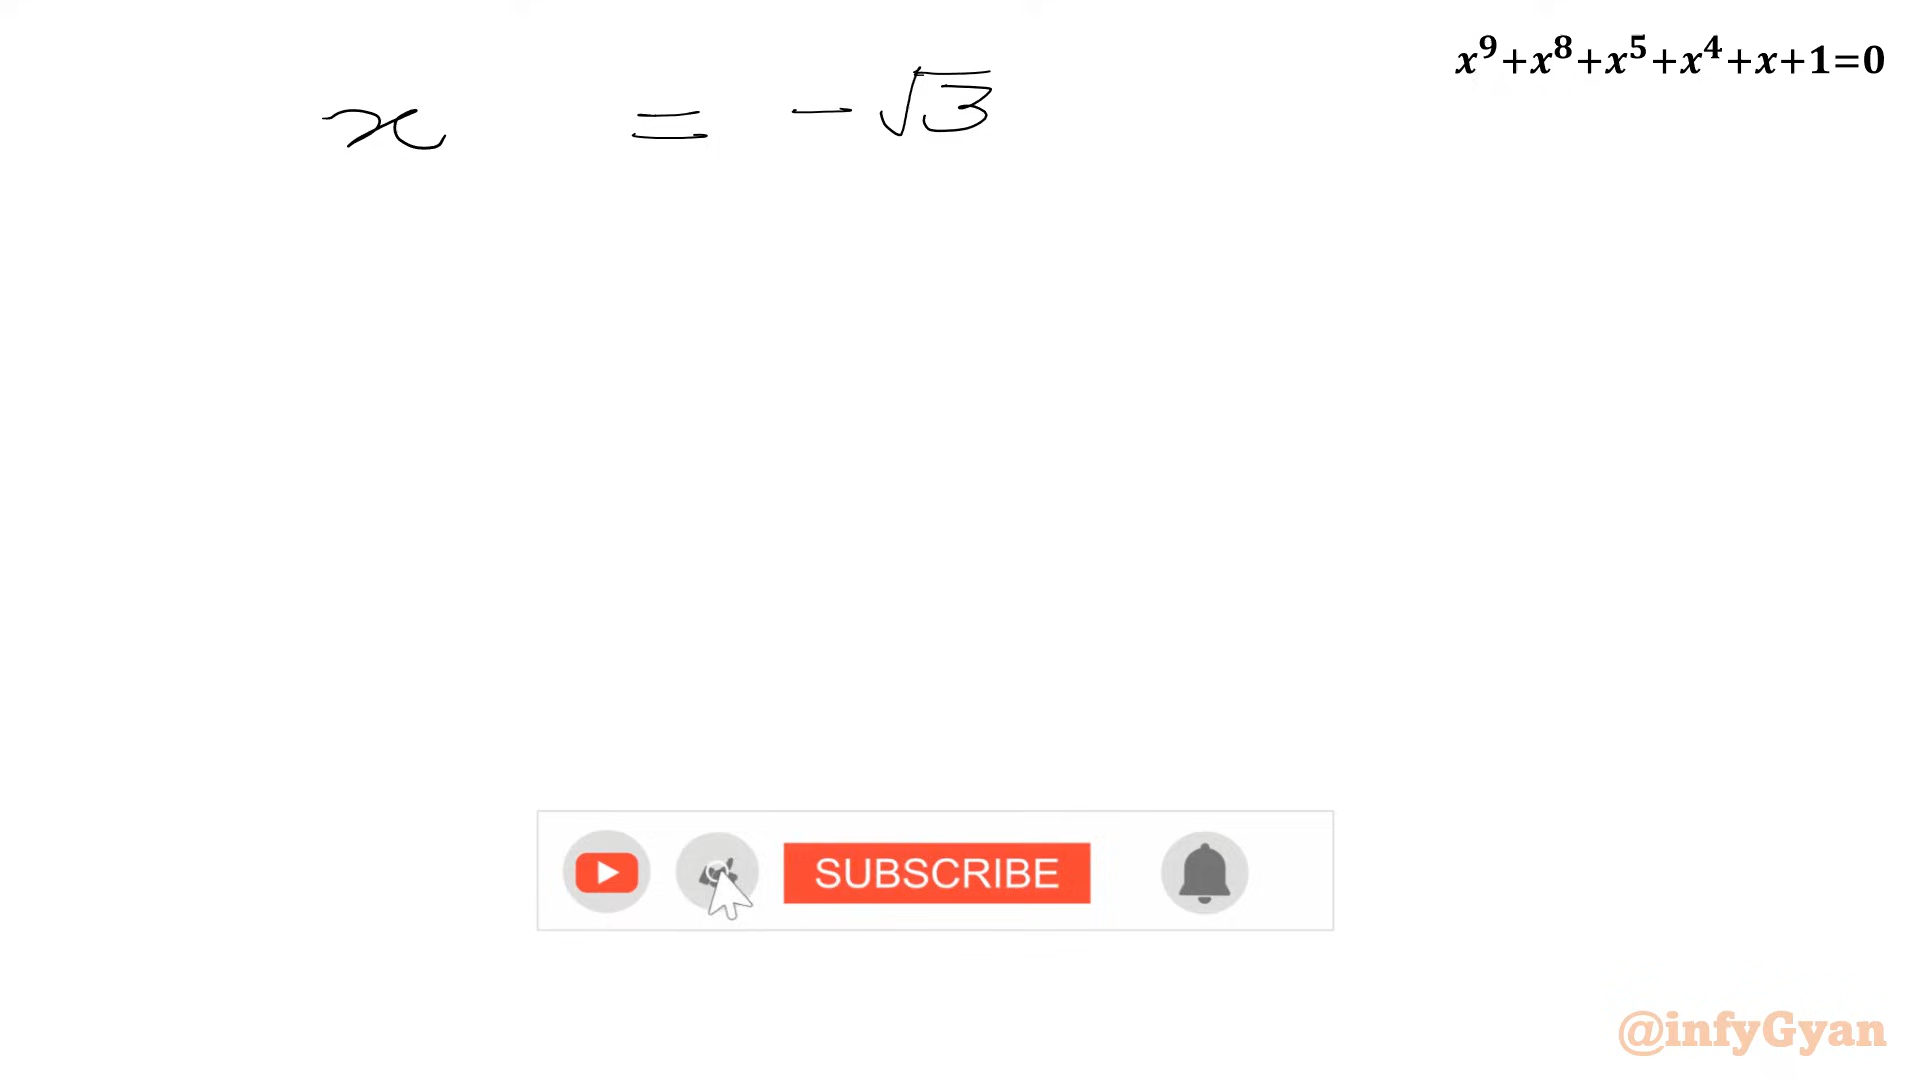 x⁹+x⁸+x⁵+x⁴+x+1=0
x = -√3
SUBSCRIBE
@infyGyan